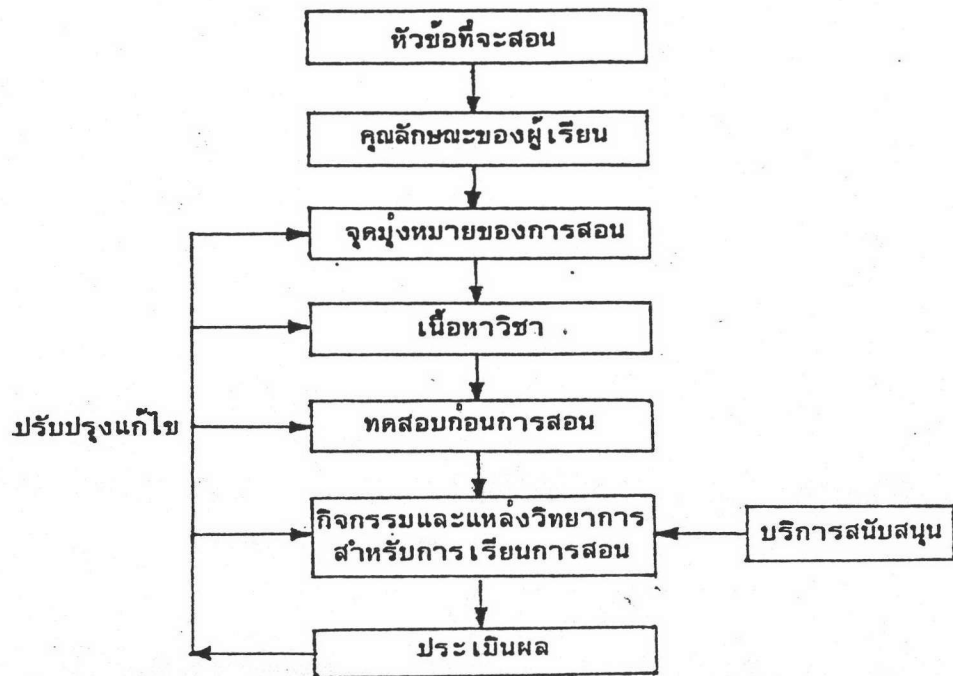 หัวข้อที่จะสอน
คุณลักษณะของผู้เรียน
จุดมุ่งหมายของการสอน
เนื้อหาวิชา
ปรับปรุงแก้ไข
ทดสอบก่อนการสอน
กิจกรรมและแหล่งวิทยาการ
สำหรับการเรียนการสอน
บริการสนับสนุน
ประเมินผล